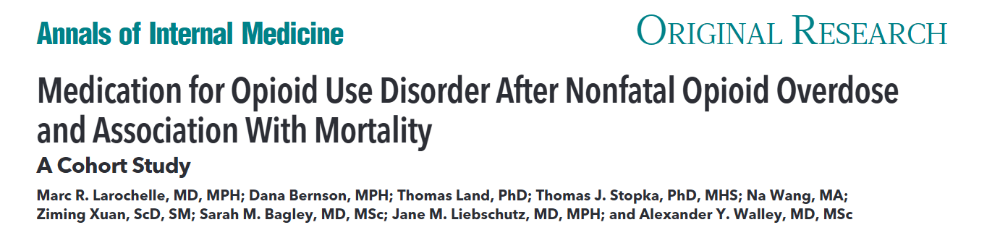 Annals of Internal Medicine
ORIGINAL RESEARCH
Medication for Opioid Use Disorder After Nonfatal Opioid Overdose
and Association With Mortality
A Cohort Study
Marc R. Larochelle, MD, MPH; Dana Bernson, MPH; Thomas Land, PhD; Thomas J. Stopka, PhD, MHS; Na Wang, MA;
Ziming Xuan, ScD, SM; Sarah M. Bagley, MD, MSc; Jane M. Liebschutz, MD, MPH; and Alexander Y. Walley, MD, MSc